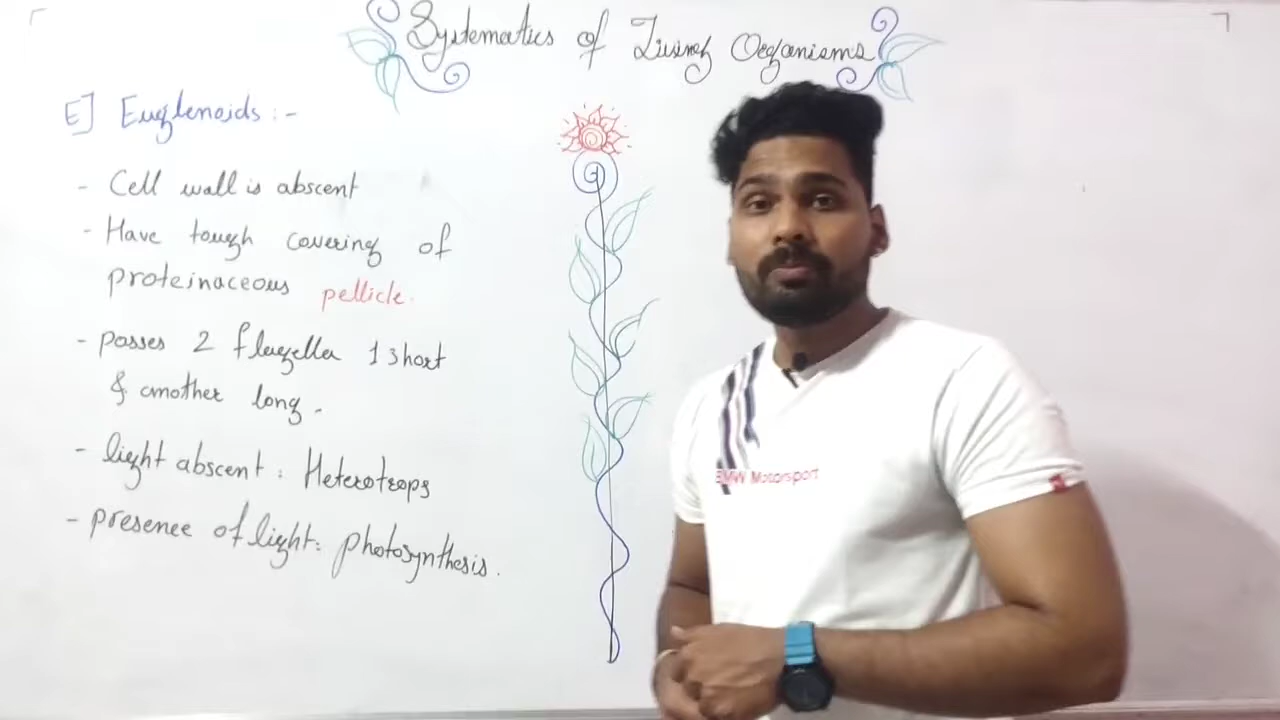 Systematics of Living Organisms
E] Euglenoids :-
- Cell wall is abscent
- Have tough covering of
proteinaceous pellicle.
- posses 2 flagella 1 short
& another long.
- light abscent : Heterotrops
- presence of light: photosynthesis.
BMW Motorsport